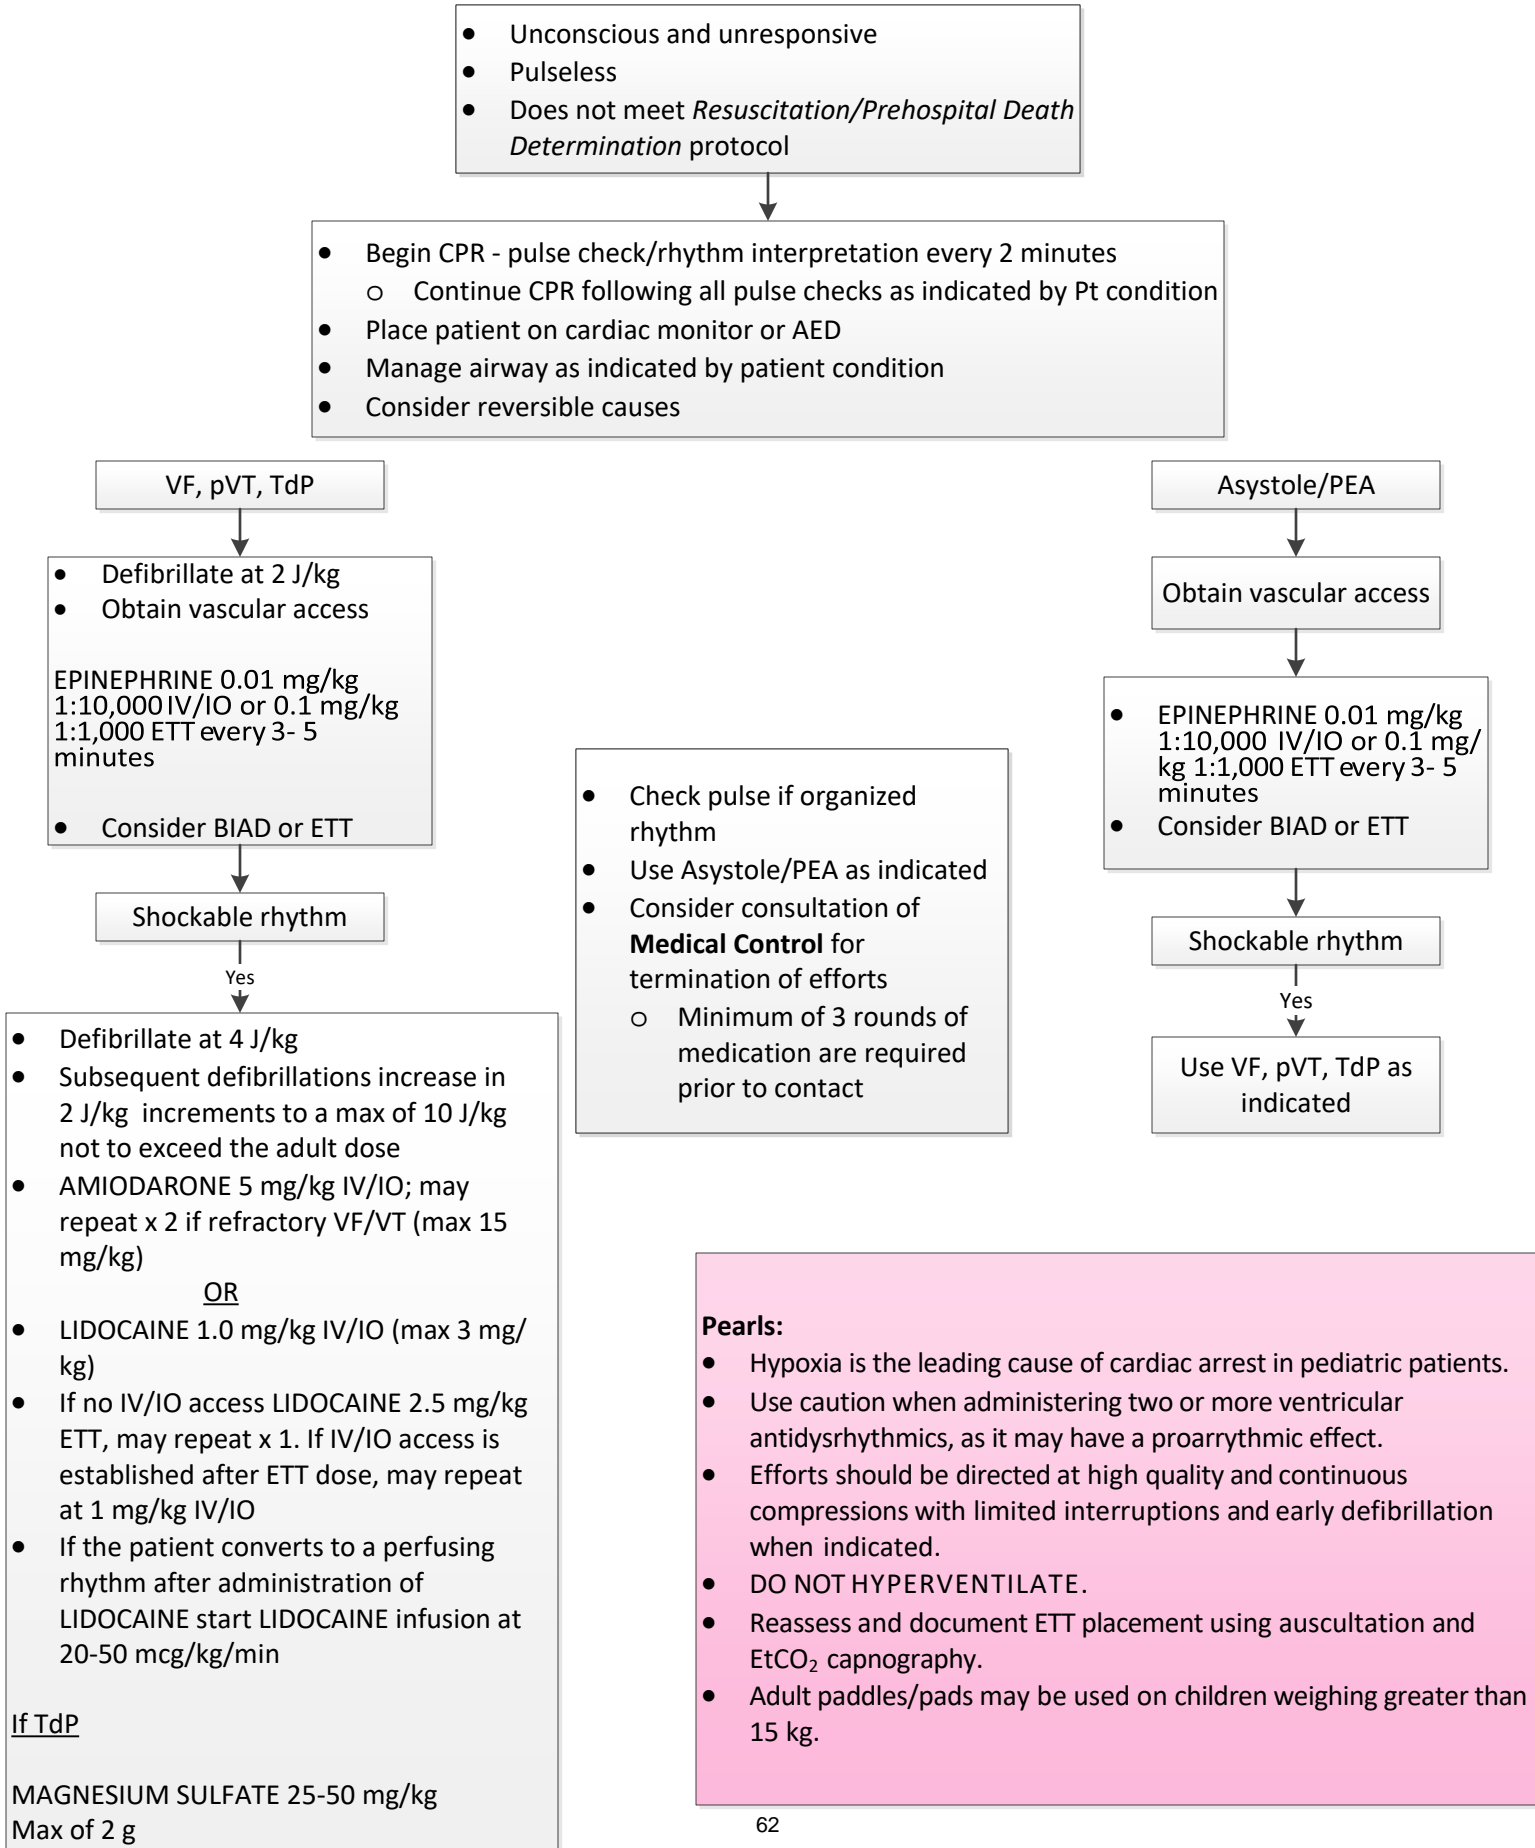 • Unconscious and unresponsive
• Pulseless
• Does not meet Resuscitation/Prehospital Death
Determination protocol
• Begin CPR - pulse check/rhythm interpretation every 2 minutes
o Continue CPR following all pulse checks as indicated by Pt condition
• Place patient on cardiac monitor or AED
• Manage airway as indicated by patient condition
• Consider reversible causes
VF, pVT, TdP
• Defibrillate at 2 J/kg
• Obtain vascular access
EPINEPHRINE 0.01 mg/kg
1:10,000 IV/IO or 0.1 mg/kg
1:1,000 ETT every 3- 5
minutes
• Consider BIAD or ETT
Shockable rhythm
Yes
• Defibrillate at 4 J/kg
• Subsequent defibrillations increase in
2 J/kg increments to a max of 10 J/kg
not to exceed the adult dose
• AMIODARONE 5 mg/kg IV/IO; may
repeat x 2 if refractory VF/VT (max 15
mg/kg)
OR
• LIDOCAINE 1.0 mg/kg IV/IO (max 3 mg/
kg)
• If no IV/IO access LIDOCAINE 2.5 mg/kg
ETT, may repeat x 1. If IV/IO access is
established after ETT dose, may repeat
at 1 mg/kg IV/IO
• If the patient converts to a perfusing
rhythm after administration of
LIDOCAINE start LIDOCAINE infusion at
20-50 mcg/kg/min
If TdP
MAGNESIUM SULFATE 25-50 mg/kg
Max of 2 g
• Check pulse if organized
rhythm
• Use Asystole/PEA as indicated
• Consider consultation of
Medical Control for
termination of efforts
o Minimum of 3 rounds of
medication are required
prior to contact
Asystole/PEA
Obtain vascular access
• EPINEPHRINE 0.01 mg/kg
1:10,000 IV/IO or 0.1 mg/
kg 1:1,000 ETT every 3- 5
minutes
• Consider BIAD or ETT
Shockable rhythm
Yes
Use VF, pVT, TdP as
indicated
Pearls:
• Hypoxia is the leading cause of cardiac arrest in pediatric patients.
• Use caution when administering two or more ventricular
antidysrhythmics, as it may have a proarrythmic effect.
• Efforts should be directed at high quality and continuous
compressions with limited interruptions and early defibrillation
when indicated.
• DO NOT HYPERVENTILATE.
• Reassess and document ETT placement using auscultation and
EtCO₂ capnography.
• Adult paddles/pads may be used on children weighing greater than
15 kg.
62